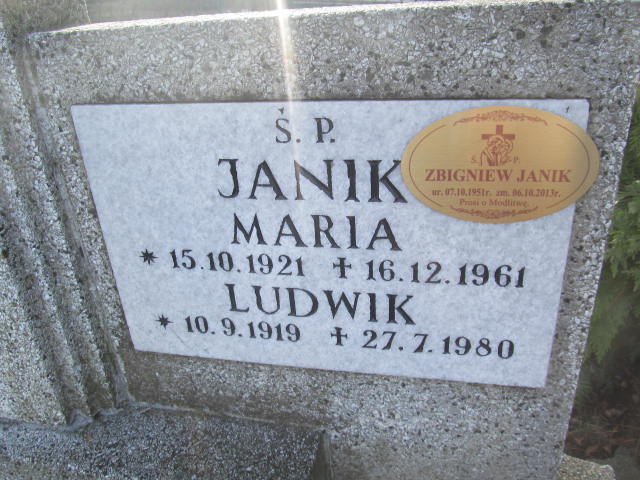 Ś. P.
JANIK
MARIA
* 15.10.1921 ✝ 16.12.1961
LUDWIK
* 10.9.1919 ✝ 27.7.1980
Ś. P.
ZBIGNIEW JANIK
ur. 07.10.1951r. zm. 06.10.2013r.
Prosi o Modlitwę.